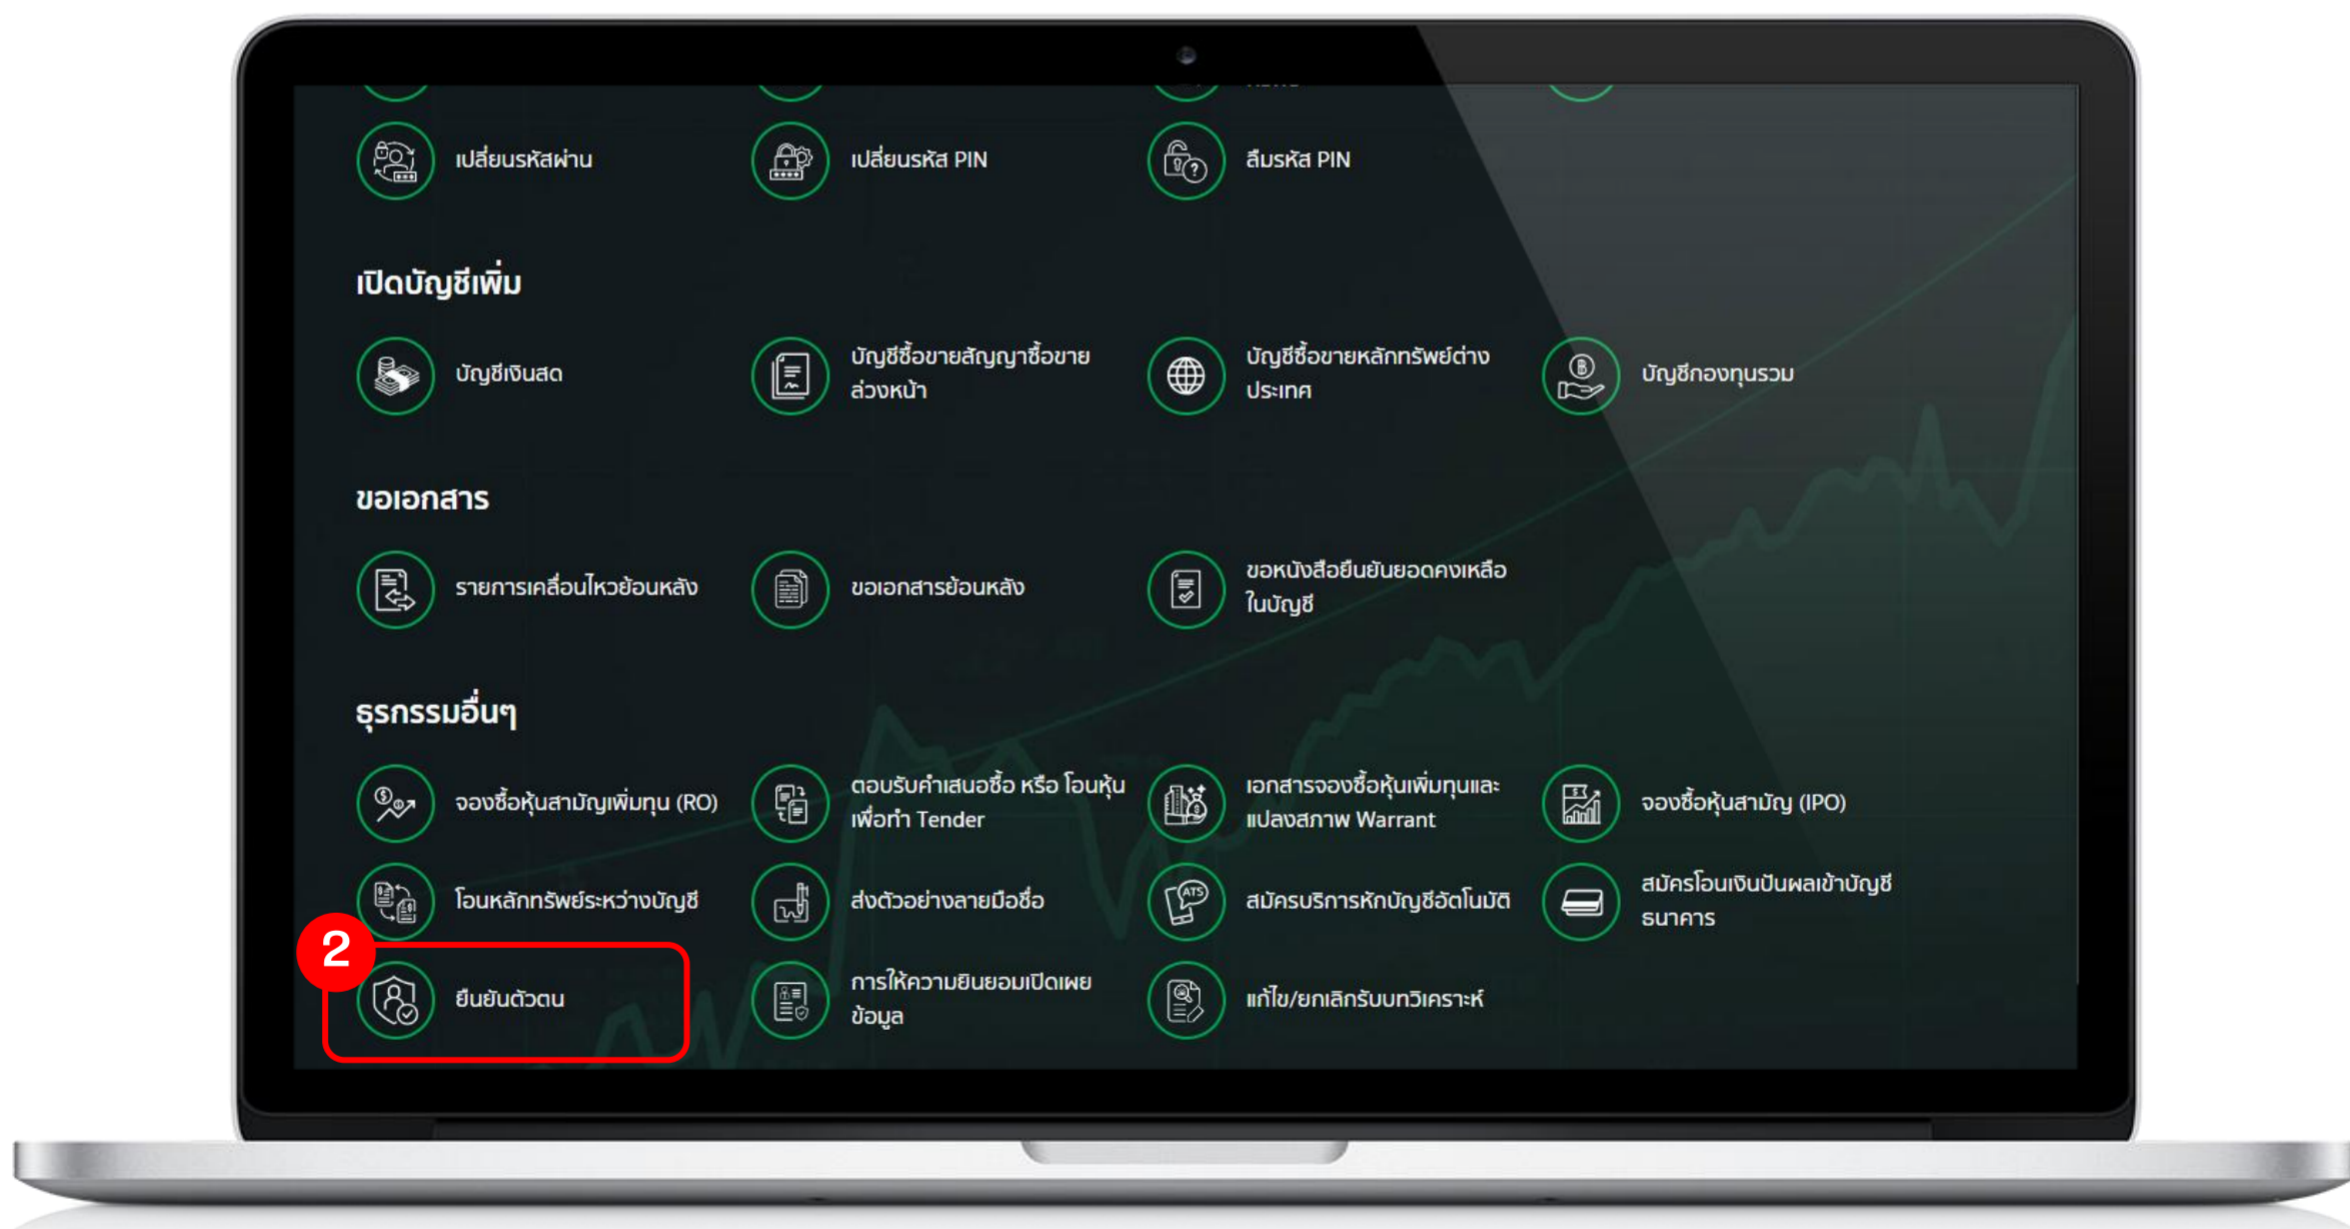 เปลี่ยนรหัสผ่าน
เปลี่ยนรหัส PIN
ลืมรหัส PIN
เปิดบัญชีเพิ่ม
บัญชีเงินสด
บัญชีซื้อขายสัญญาซื้อขาย
ล่วงหน้า
บัญชีซื้อขายหลักทรัพย์ต่าง
ประเทศ
บัญชีกองทุนรวม
ขอเอกสาร
รายการเคลื่อนไหวย้อนหลัง
ขอเอกสารย้อนหลัง
ขอหนังสือยืนยันยอดคงเหลือ
ในบัญชี
ธุรกรรมอื่นๆ
จองซื้อหุ้นสามัญเพิ่มทุน (RO)
ตอบรับคำเสนอซื้อ หรือ โอนหุ้น
เพื่อทำ Tender
เอกสารจองซื้อหุ้นเพิ่มทุนและ
แปลงสภาพ Warrant
จองซื้อหุ้นสามัญ (IPO)
โอนหลักทรัพย์ระหว่างบัญชี
ส่งตัวอย่างลายมือชื่อ
ATS
สมัครบริการหักบัญชีอัตโนมัติ
สมัครโอนเงินปันผลเข้าบัญชี
ธนาคาร
2
ยืนยันตัวตน
การให้ความยินยอมเปิดเผย
ข้อมูล
แก้ไข/ยกเลิกรับบทวิเคราะห์